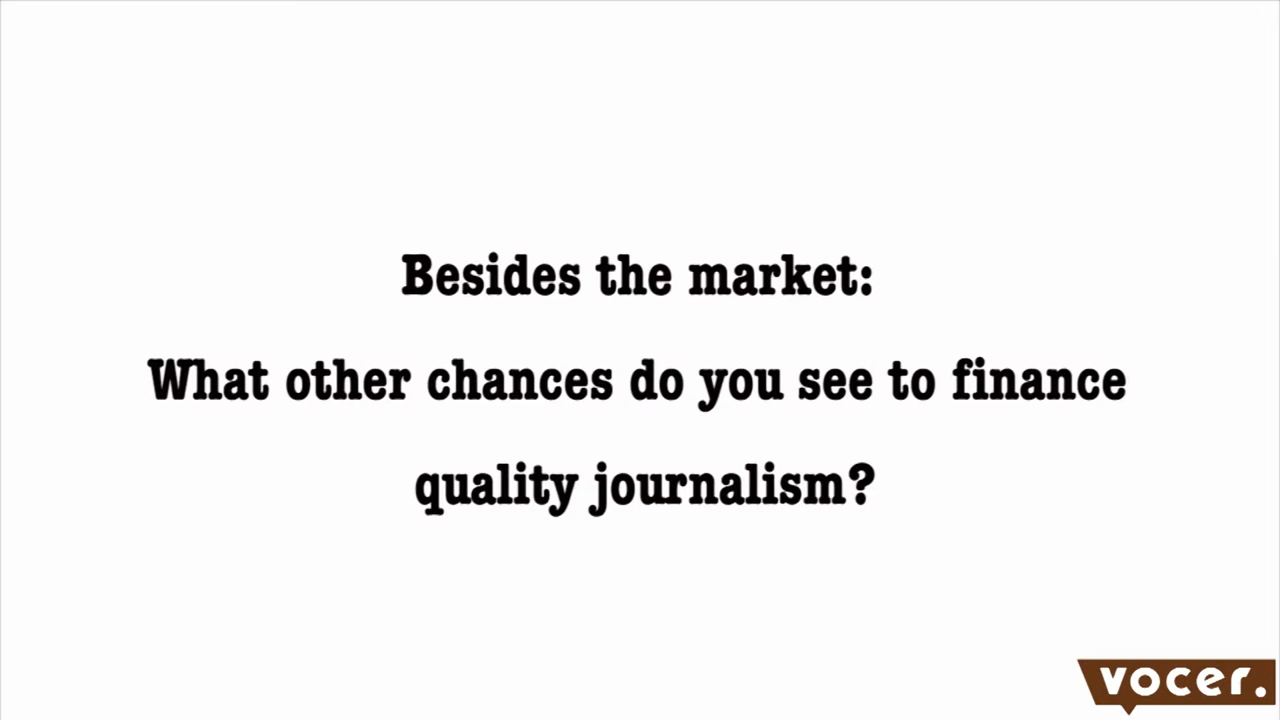 Besides the market:
What other chances do you see to finance
quality journalism?
vocer.